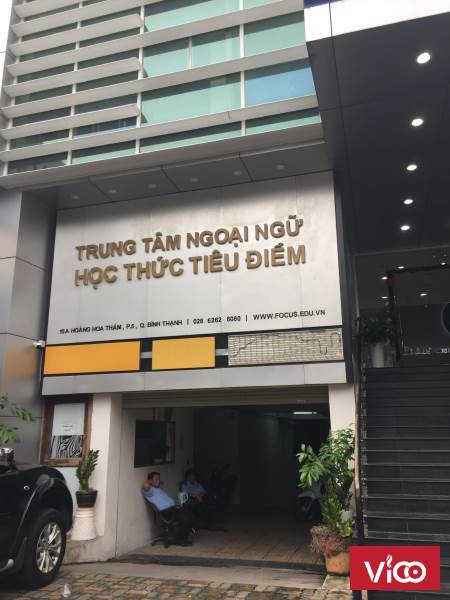 TRUNG TÂM NGOẠI NGỮ
HỌC THỨC TIÊU ĐIỂM
15A HOÀNG HOA THÁM, P.6, Q. BÌNH THẠNH | 028 6262 6060 | WWW.FOCUS.EDU.VN
Vioo